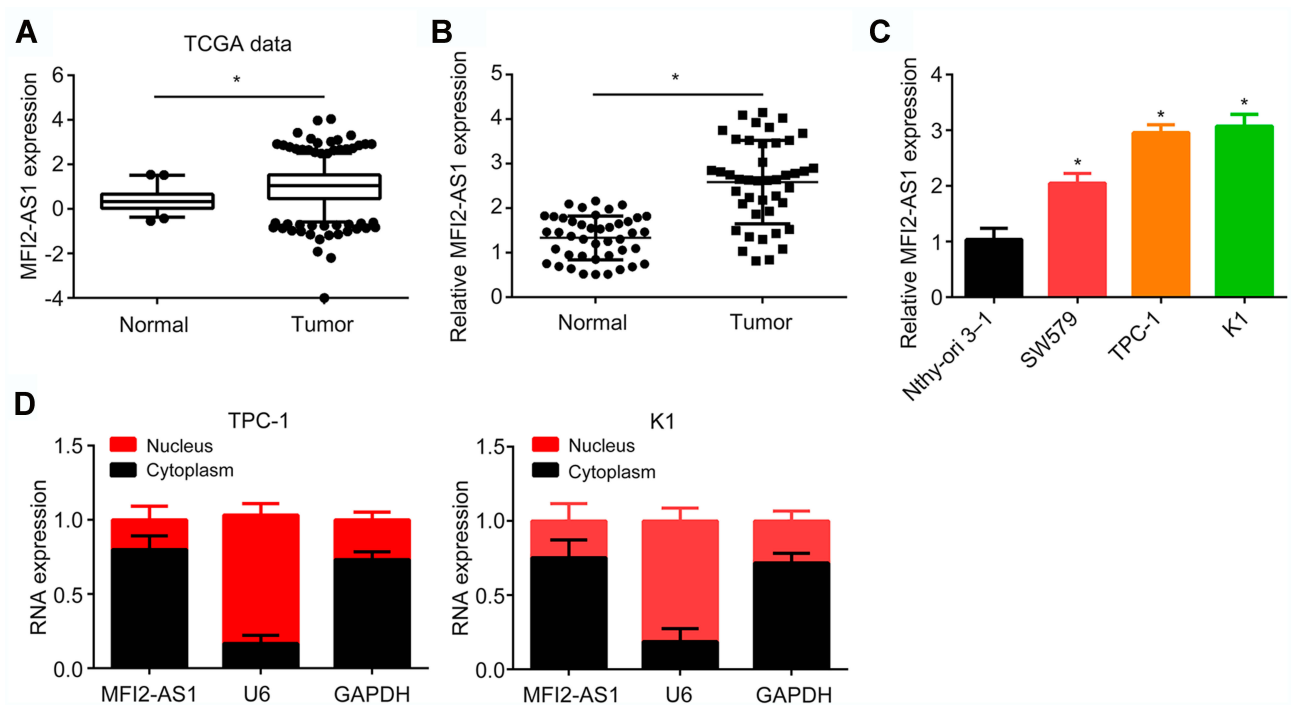 A
TCGA data
MFI2-AS1 expression
6
4
2
0
-2
-4
*
Normal
Tumor
B
Relative MFI2-AS1 expression
5
4
3
2
1
0
*
Normal
Tumor
C
Relative MFI2-AS1 expression
4
3
2
1
0
*
*
*
Nthy-ori 3–1
SW579
TPC-1
K1
D
TPC-1
Nucleus
Cytoplasm
RNA expression
1.5
1.0
0.5
0.0
MFI2-AS1
U6
GAPDH
K1
Nucleus
Cytoplasm
RNA expression
1.5
1.0
0.5
0.0
MFI2-AS1
U6
GAPDH